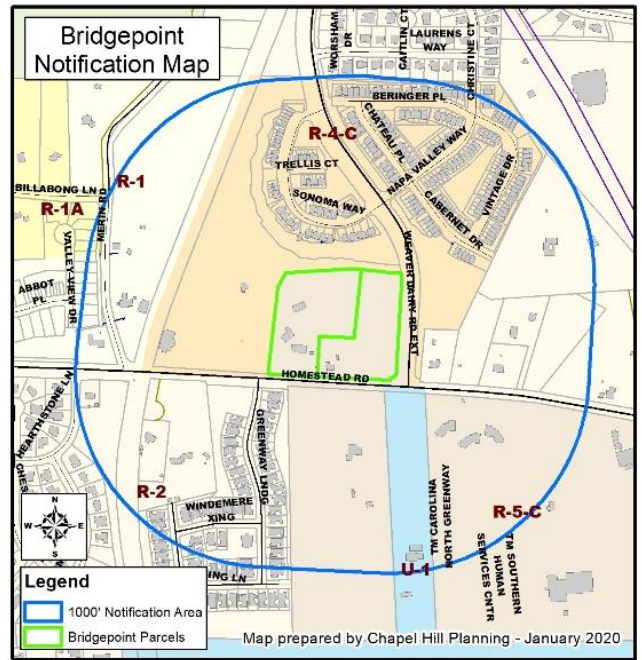 Bridgepoint
Notification Map
WORSHAM
DR
CAITLIN CT
LAURENS
WAY
CHRISTINE CT
BERINGER PL
R-4-C
CHATEAU PL
TRELLIS CT
NAPA VALLEY WAY
VINTAGE DR
SONOMA WAY
CABERNET DR
R-1
BILLABONG LN
R-1A
MERIN RD
VALLEY VIEW DR
ABBOT
PL
WEAVER DAIRY RD EXT
HOMESTEAD RD
HEARTHSTONE LN
GREENWAY LNDG
R-2
WINDEMERE
XING
ING LN
TM CAROLINA
NORTH GREENWAY
R-5-C
TM SOUTHERN
HUMAN
SERVICES CNTR
U-1
CHES
N
W
E
S
Legend
1000' Notification Area
Bridgepoint Parcels
Map prepared by Chapel Hill Planning - January 2020